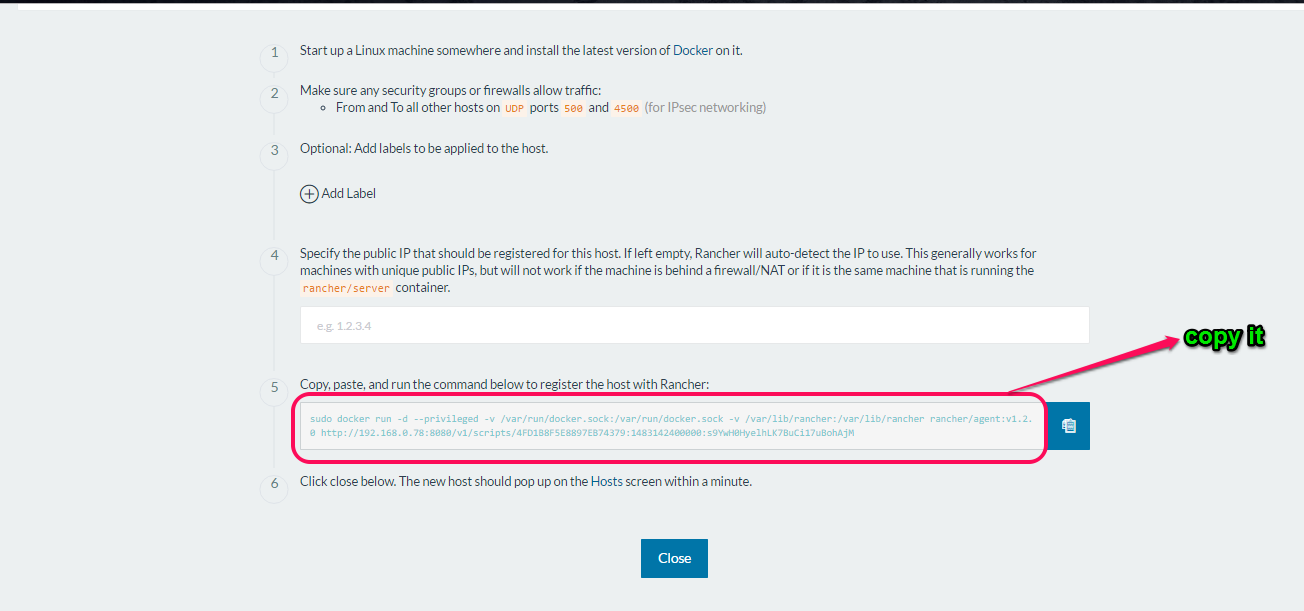 1
Start up a Linux machine somewhere and install the latest version of Docker on it.
2
Make sure any security groups or firewalls allow traffic:
From and To all other hosts on UDP ports 500 and 4500 (for IPsec networking)
3
Optional: Add labels to be applied to the host.
Add Label
4
Specify the public IP that should be registered for this host. If left empty, Rancher will auto-detect the IP to use. This generally works for
machines with unique public IPs, but will not work if the machine is behind a firewall/NAT or if it is the same machine that is running the
rancher/server container.
e.g. 1.2.3.4
copy it
5
Copy, paste, and run the command below to register the host with Rancher:
sudo docker run -d --privileged -v /var/run/docker.sock:/var/run/docker.sock -v /var/lib/rancher:/var/lib/rancher rancher/agent:v1.2.
0 http://192.168.0.78:8080/v1/scripts/4FD1B8F5E8897EB74379:1483142400000:s9YwH0HyelhLK7BuCi17uBohAjM
6
Click close below. The new host should pop up on the Hosts screen within a minute.
Close